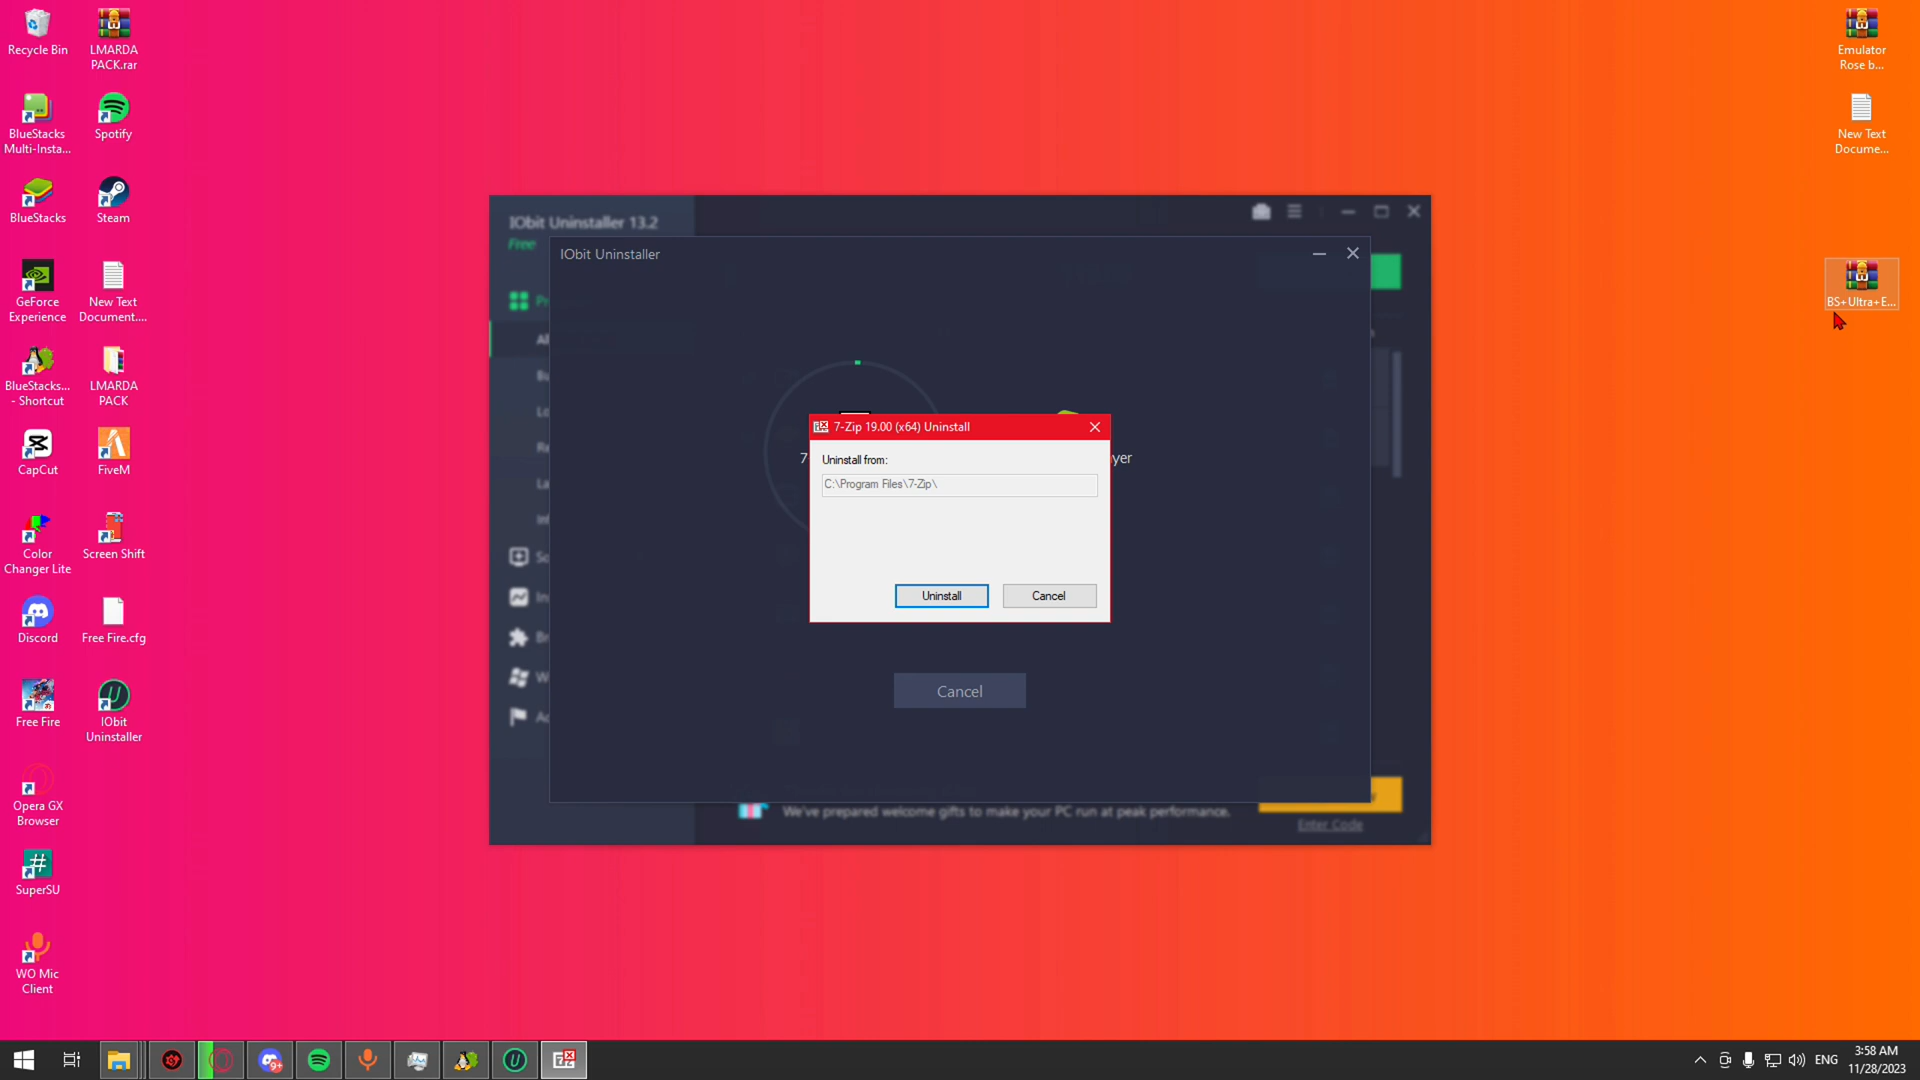 Recycle Bin
LMARDA
PACK.rar
BlueStacks
Multi-Insta...
Spotify
BlueStacks
Steam
GeForce
Experience
New Text
Document....
BlueStacks...
- Shortcut
LMARDA
PACK
CapCut
FiveM
Color
Changer Lite
Screen Shift
Discord
Free Fire.cfg
Free Fire
IObit
Uninstaller
Opera GX
Browser
SuperSU
WO Mic
Client
Emulator
Rose b...
New Text
Docume...
BS+Ultra+E...
IObit Uninstaller 13.2
Free
IObit Uninstaller
7-Zip 19.00 (x64) Uninstall
Uninstall from:
C:\Program Files\7-Zip\
Uninstall
Cancel
yer
Cancel
We've prepared welcome gifts to make your PC run at peak performance.
Enter Code
9+
ENG
3:58 AM
11/28/2023